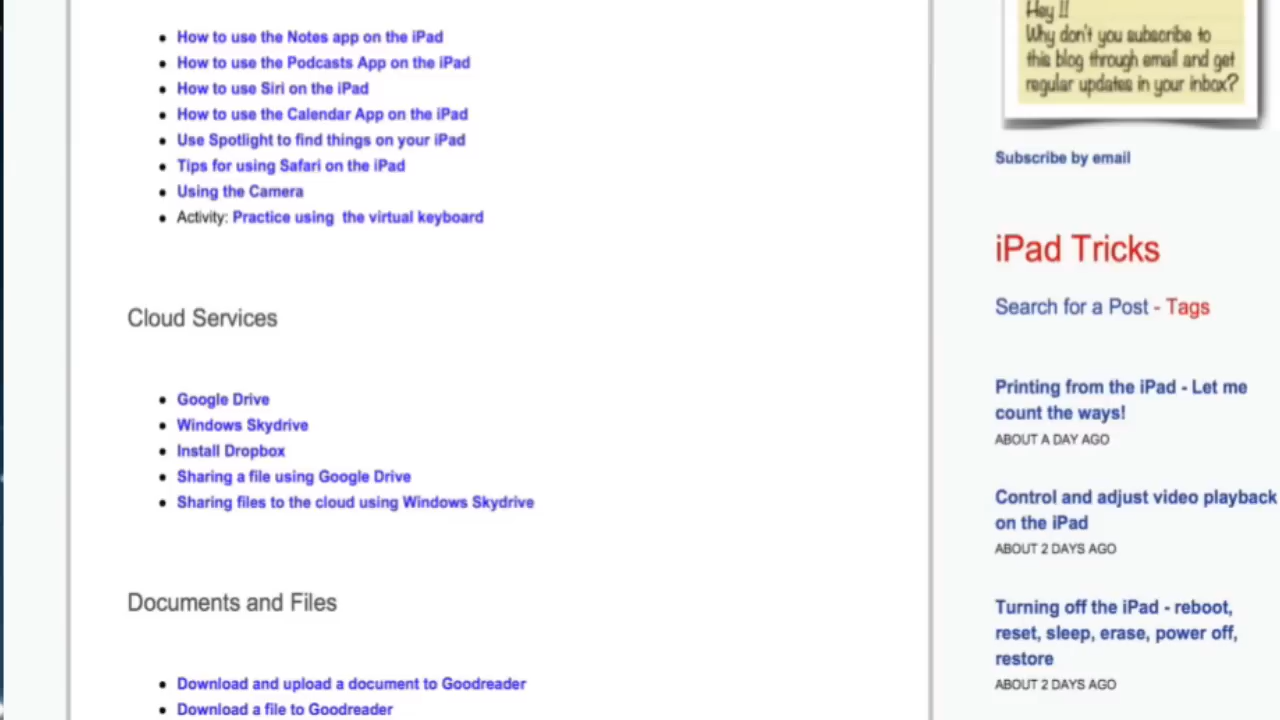 How to use the Notes app on the iPad
How to use the Podcasts App on the iPad
How to use Siri on the iPad
How to use the Calendar App on the iPad
Use Spotlight to find things on your iPad
Tips for using Safari on the iPad
Using the Camera
Activity: Practice using the virtual keyboard
Cloud Services
Google Drive
Windows Skydrive
Install Dropbox
Sharing a file using Google Drive
Sharing files to the cloud using Windows Skydrive
Documents and Files
Download and upload a document to Goodreader
Download a file to Goodreader
Hey !!
Why don't you subscribe to
this blog through email and get
regular updates in your inbox?
Subscribe by email
iPad Tricks
Search for a Post - Tags
Printing from the iPad - Let me
count the ways!
ABOUT A DAY AGO
Control and adjust video playback
on the iPad
ABOUT 2 DAYS AGO
Turning off the iPad - reboot,
reset, sleep, erase, power off,
restore
ABOUT 2 DAYS AGO